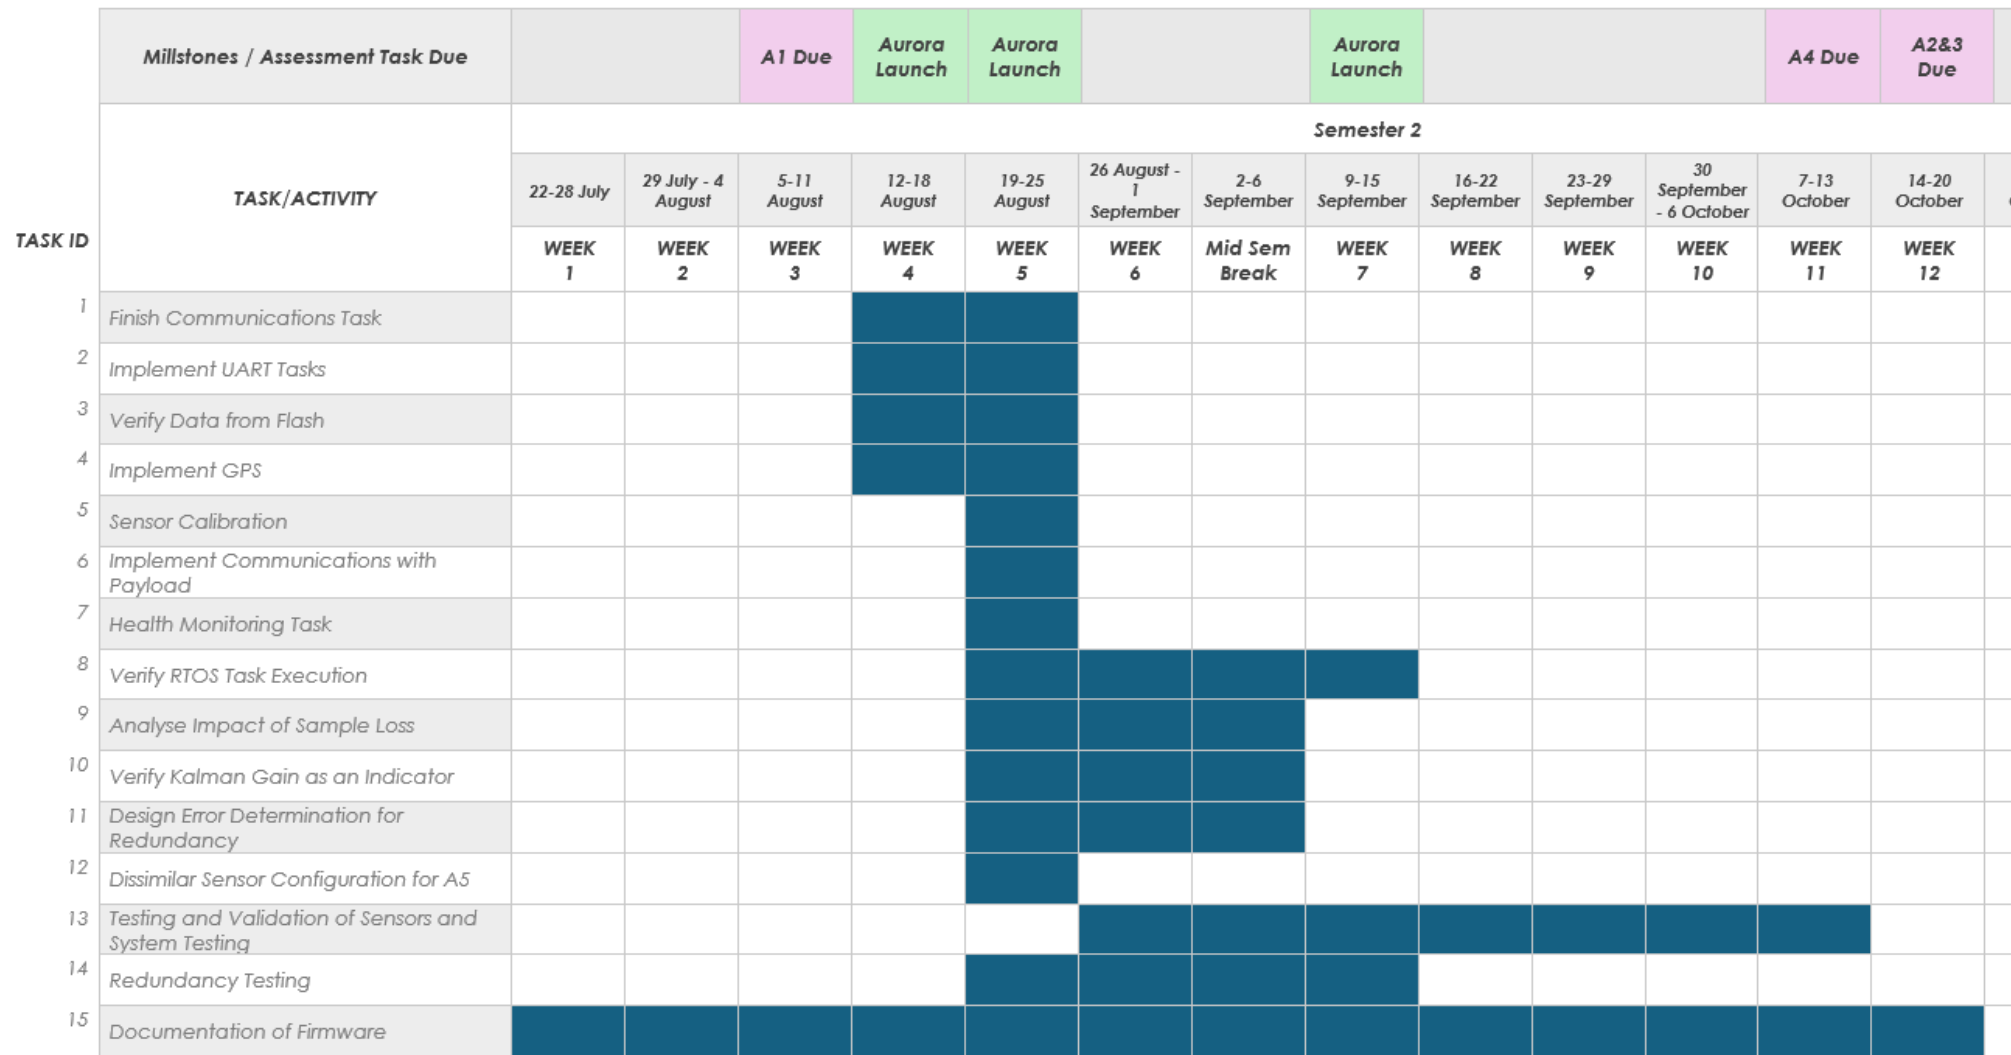 Millstones / Assessment Task Due
A1 Due
Aurora
Launch
Aurora
Launch
Aurora
Launch
A4 Due
A2&3
Due
Semester 2
TASK ID
TASK/ACTIVITY
22-28 July
29 July - 4
August
5-11
August
12-18
August
19-25
August
26 August -
1
September
2-6
September
9-15
September
16-22
September
23-29
September
30
September
- 6 October
7-13
October
14-20
October
WEEK
1
WEEK
2
WEEK
3
WEEK
4
WEEK
5
WEEK
6
Mid Sem
Break
WEEK
7
WEEK
8
WEEK
9
WEEK
10
WEEK
11
WEEK
12
1
Finish Communications Task
2
Implement UART Tasks
3
Verify Data from Flash
4
Implement GPS
5
Sensor Calibration
6
Implement Communications with
Payload
7
Health Monitoring Task
8
Verify RTOS Task Execution
9
Analyse Impact of Sample Loss
10
Verify Kalman Gain as an Indicator
11
Design Error Determination for
Redundancy
12
Dissimilar Sensor Configuration for A5
13
Testing and Validation of Sensors and
System Testing
14
Redundancy Testing
15
Documentation of Firmware